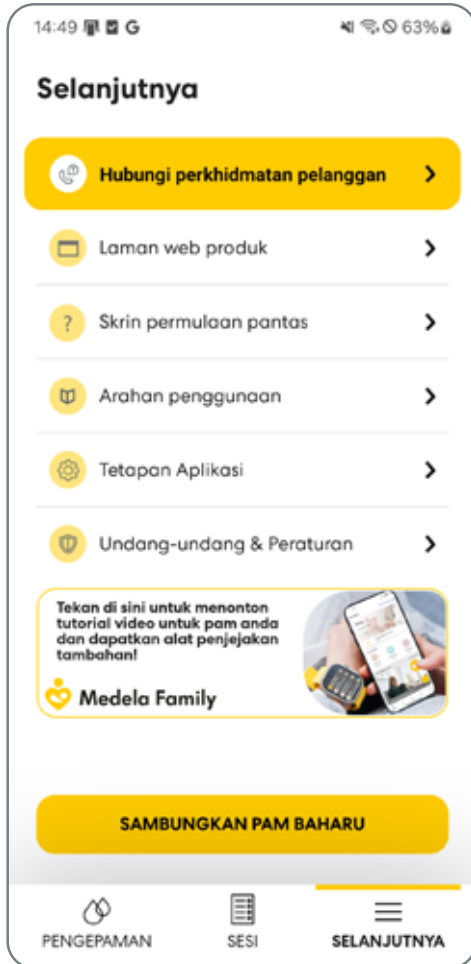 14:49 G 63%
Selanjutnya
Hubungi perkhidmatan pelanggan
Laman web produk
? Skrin permulaan pantas
Arahan penggunaan
Tetapan Aplikasi
Undang-undang & Peraturan
Tekan di sini untuk menonton
tutorial video untuk pam anda
dan dapatkan alat penjejakan
tambahan!
Medela Family
SAMBUNGKAN PAM BAHARU
PENGEPAMAN SESI SELANJUTNYA